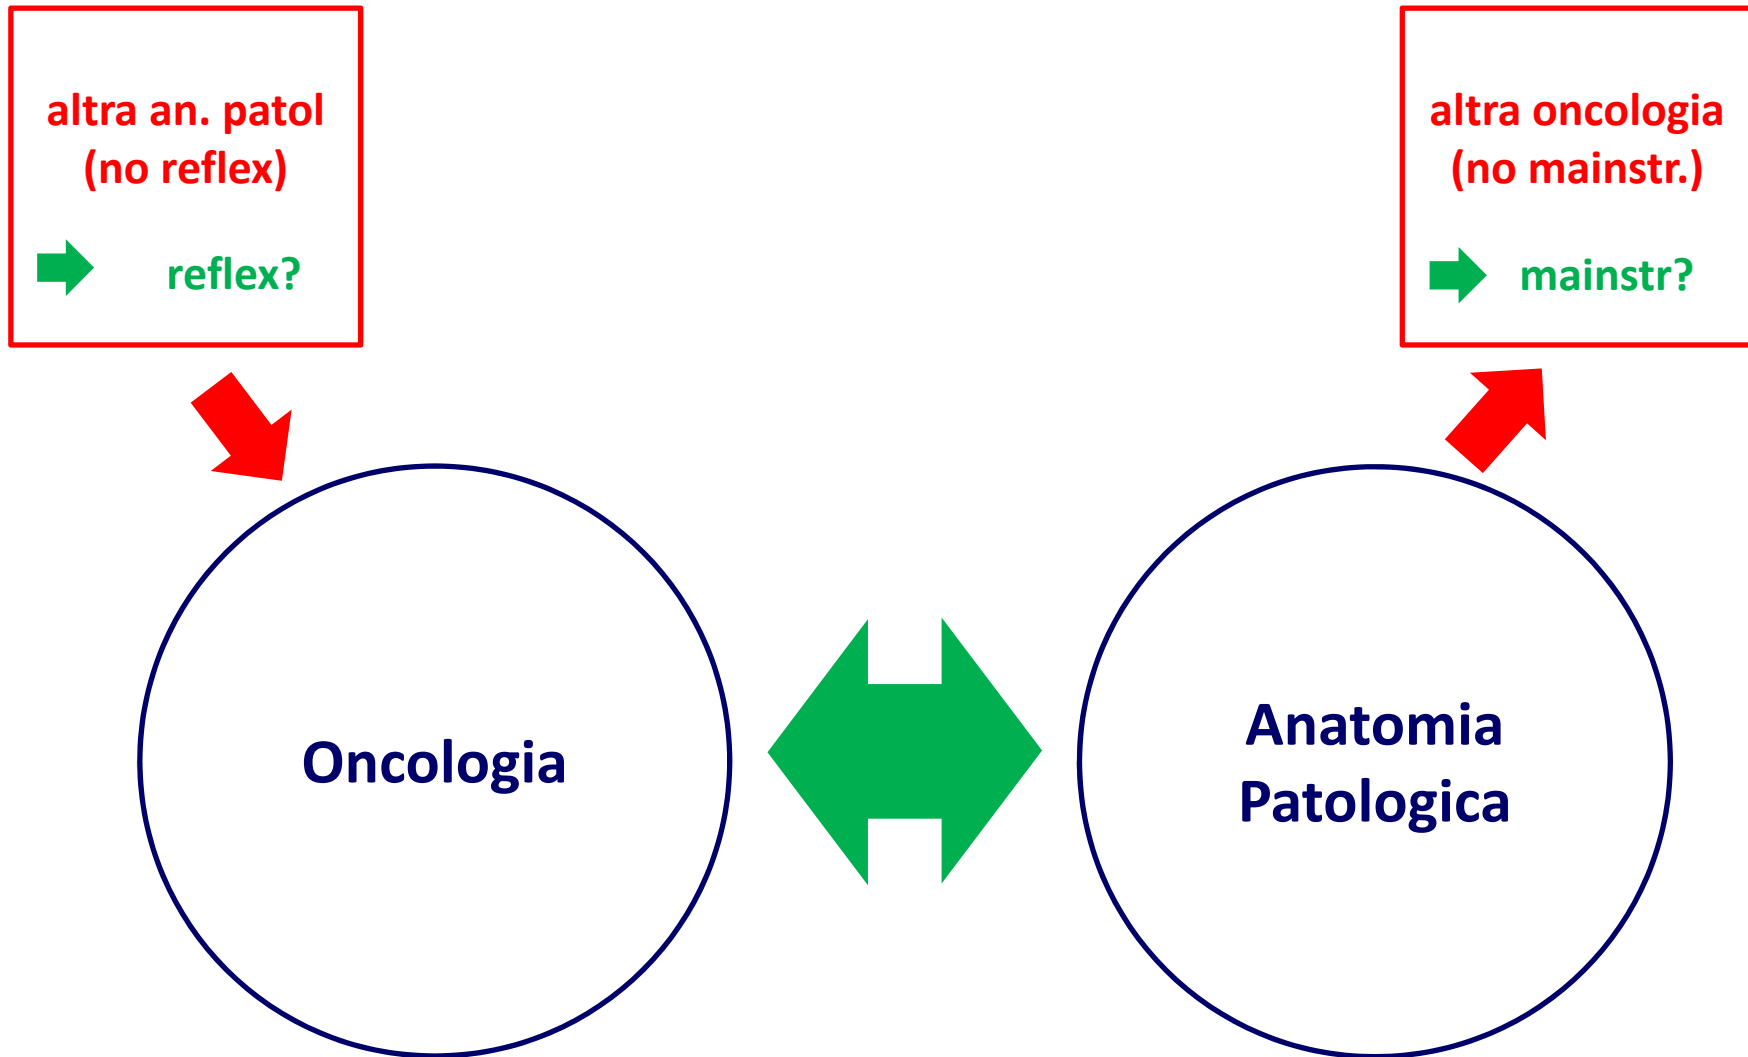 altra an. patol
(no reflex)
reflex?
altra oncologia
(no mainstr.)
mainstr?
Oncologia
Anatomia
Patologica